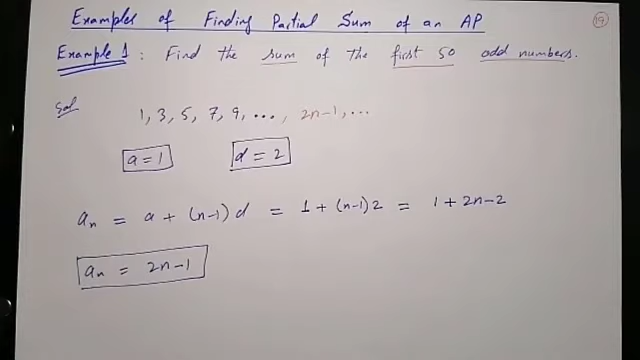 Examples of Finding Partial Sum of an AP
19
Example 1 : Find the sum of the first 50 odd numbers.
Sol
1, 3, 5, 7, 9, ..., 2n-1, ...
a = 1
d = 2
aₙ = a + (n-1)d = 1 + (n-1)2 = 1 + 2n-2
aₙ = 2n-1